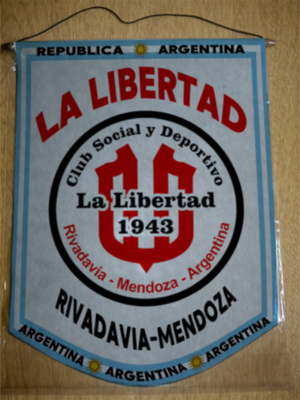 REPUBLICA ARGENTINA
LA LIBERTAD
Club Social y Deportivo
La Libertad
1943
Rivadavia - Mendoza - Argentina
RIVADAVIA-MENDOZA
ARGENTINA ARGENTINA ARGENTINA